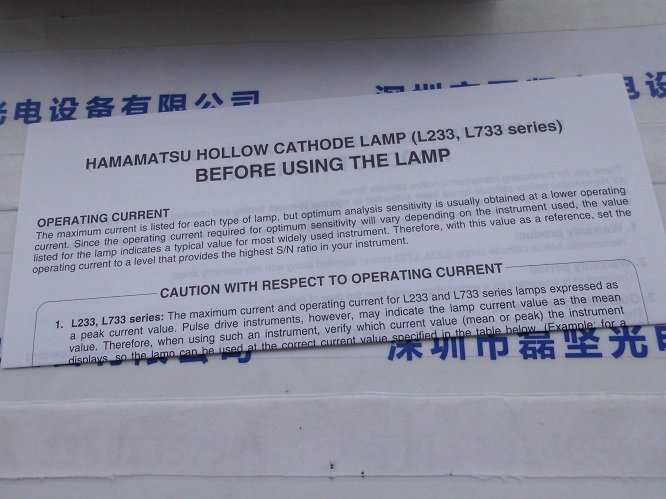 光电设备有限公司
深圳市磊坚光电设
HAMAMATSU HOLLOW CATHODE LAMP (L233, L733 series)
BEFORE USING THE LAMP
OPERATING CURRENT
The maximum current is listed for each type of lamp, but optimum analysis sensitivity is usually obtained at a lower operating
current. Since the operating current required for optimum sensitivity will vary depending on the instrument used, the value
listed for the lamp indicates a typical value for most widely used instrument. Therefore, with this value as a reference, set the
operating current to a level that provides the highest S/N ratio in your instrument.
CAUTION WITH RESPECT TO OPERATING CURRENT
1. L233, L733 series: The maximum current and operating current for L233 and L733 series lamps expressed as
a peak current value. Pulse drive instruments, however, may indicate the lamp current value as the mean
value. Therefore, when using such an instrument, verify which current value (mean or peak) the instrument
displays, so the lamp can be used at the correct current value specified in the table below. (Example: for a
有限公司
深圳市磊坚光电